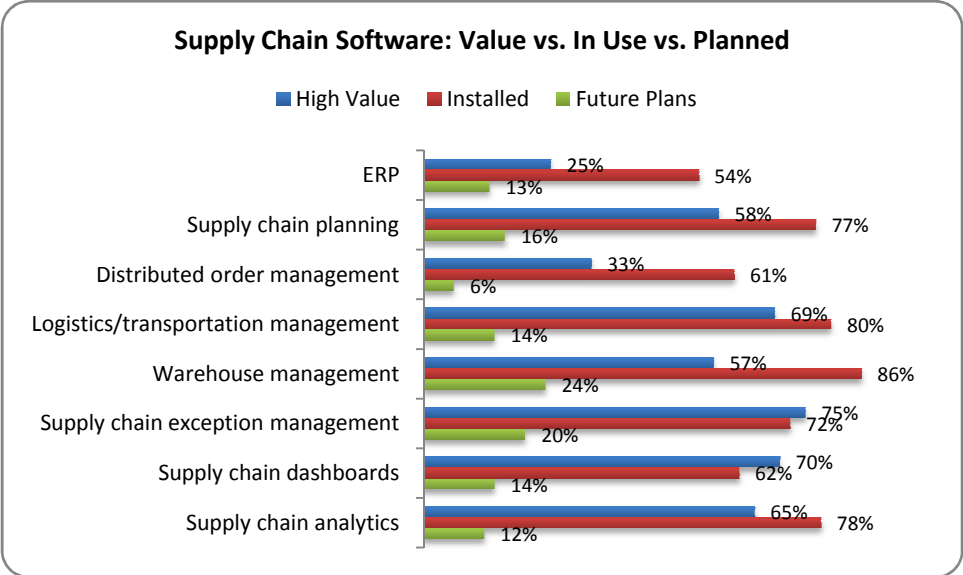 Supply Chain Software: Value vs. In Use vs. Planned
High Value Installed Future Plans
ERP
25%
54%
13%
Supply chain planning
58%
77%
16%
Distributed order management
33%
61%
6%
Logistics/transportation management
69%
80%
14%
Warehouse management
57%
86%
24%
Supply chain exception management
75%
72%
20%
Supply chain dashboards
70%
62%
14%
Supply chain analytics
65%
78%
12%